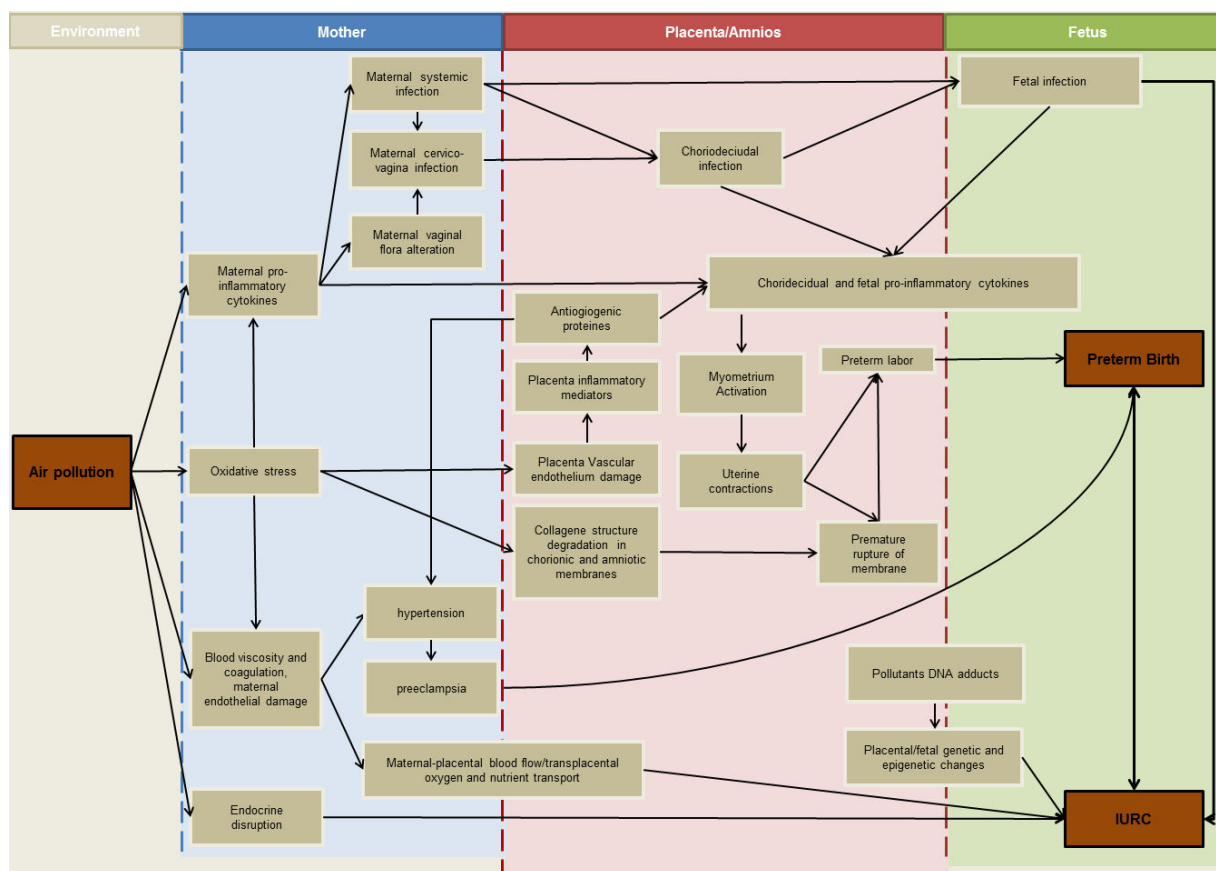 Environment
Mother
Placenta/Amnios
Fetus
Maternal systemic
infection
Fetal infection
Maternal cervico-
vagina infection
Choriodeciudal
infection
Maternal vaginal
flora alteration
Maternal pro-
inflammatory
cytokines
Choridecidual and fetal pro-inflammatory cytokines
Antiogiogenic
proteines
Preterm labor
Preterm Birth
Placenta inflammatory
mediators
Myometrium
Activation
Air pollution
Oxidative stress
Placenta Vascular
endothelium damage
Uterine
contractions
Collagene structure
degradation in
chorionic and amniotic
membranes
Premature
rupture of
membrane
hypertension
Blood viscosity and
coagulation,
maternal
endothelial damage
preeclampsia
Pollutants DNA adducts
Maternal-placental blood flow/transplacental
oxygen and nutrient transport
Placental/fetal genetic and
epigenetic changes
Endocrine
disruption
IURC